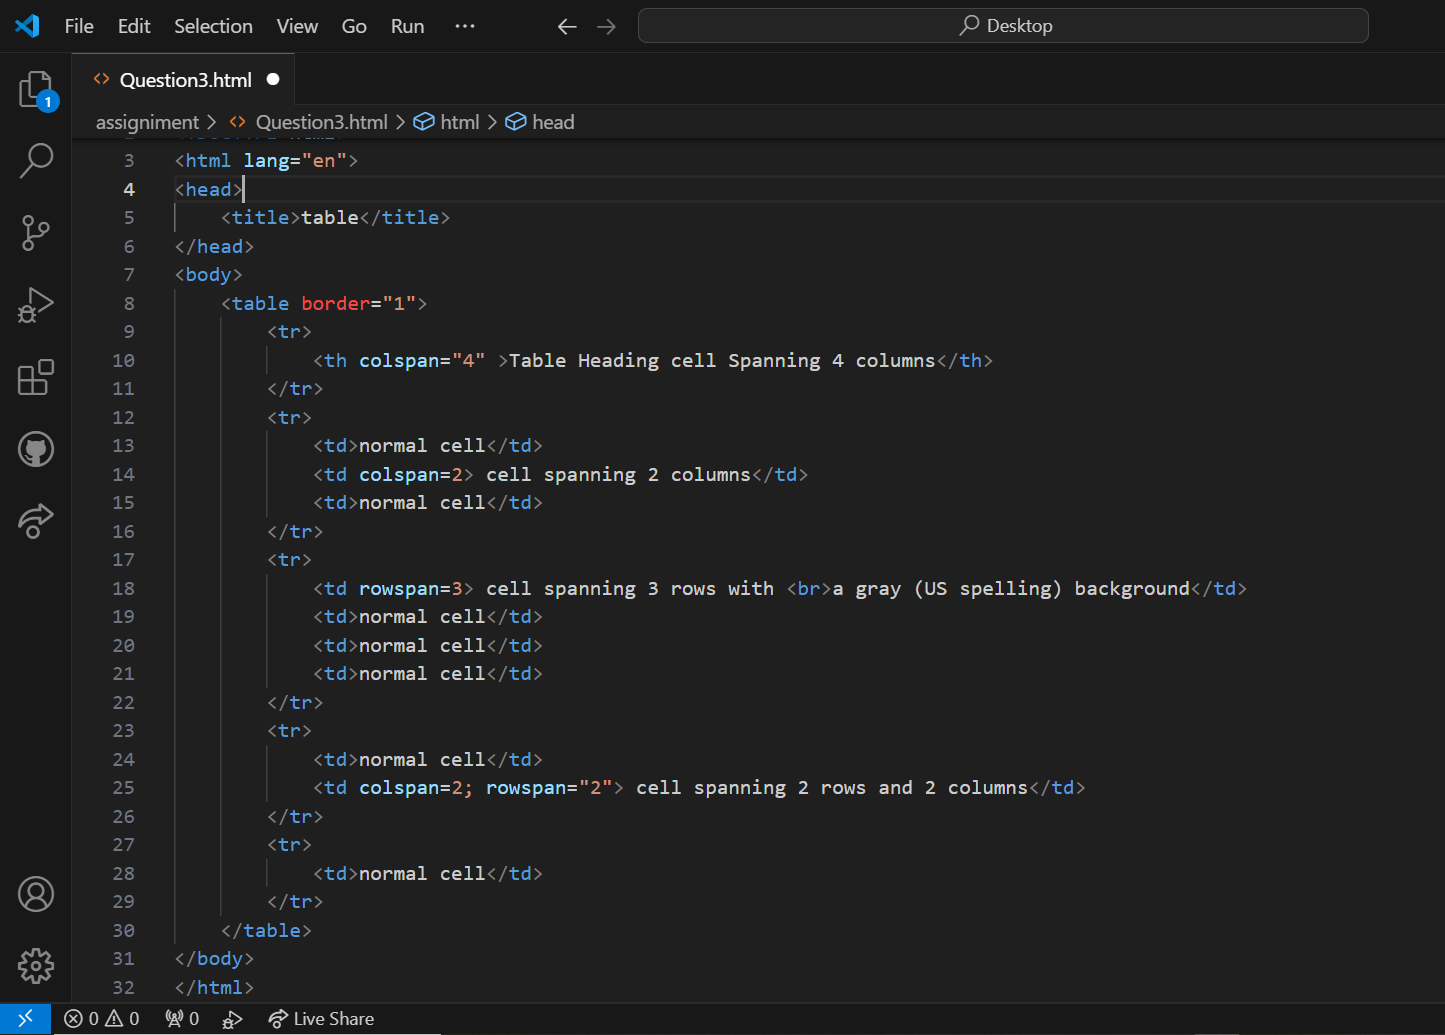 File Edit Selection View Go Run ··· ← → Desktop
Question3.html
1
assigniment > Question3.html > html > head
3 <html lang="en">
4 <head>
5 <title>table</title>
6 </head>
7 <body>
8 <table border="1">
9 <tr>
10 <th colspan="4" >Table Heading cell Spanning 4 columns</th>
11 </tr>
12 <tr>
13 <td>normal cell</td>
14 <td colspan=2> cell spanning 2 columns</td>
15 <td>normal cell</td>
16 </tr>
17 <tr>
18 <td rowspan=3> cell spanning 3 rows with <br>a gray (US spelling) background</td>
19 <td>normal cell</td>
20 <td>normal cell</td>
21 <td>normal cell</td>
22 </tr>
23 <tr>
24 <td>normal cell</td>
25 <td colspan=2; rowspan="2"> cell spanning 2 rows and 2 columns</td>
26 </tr>
27 <tr>
28 <td>normal cell</td>
29 </tr>
30 </table>
31 </body>
32 </html>
0 0 0 Live Share